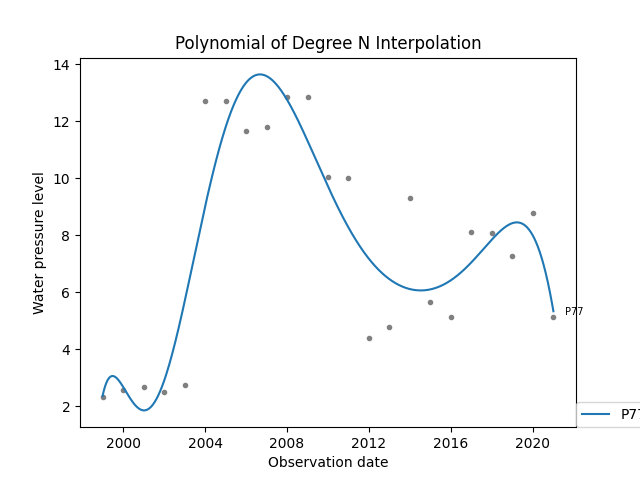 Polynomial of Degree N Interpolation
14
12
10
8
6
4
2
Water pressure level
P77
P77
2000 2004 2008 2012 2016 2020
Observation date